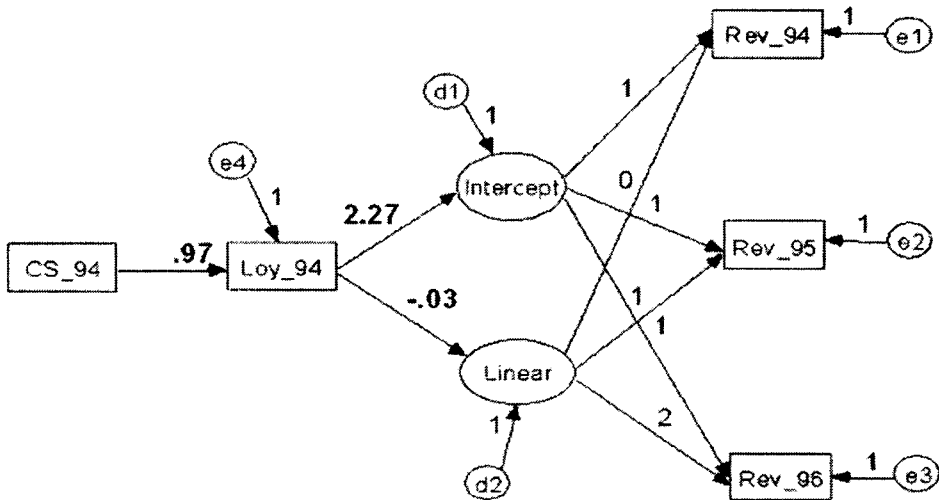 Rev_94
1
e1
d1
1
1
e4
1
Intercept
0
1
2.27
CS_94
.97
Loy_94
Rev_95
1
e2
-.03
1
1
Linear
1
2
d2
Rev_96
1
e3